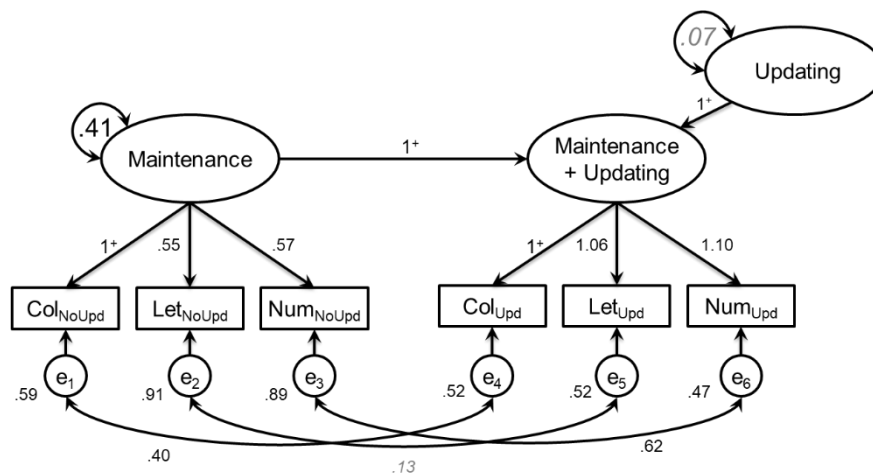 .07
Updating
1+
.41
Maintenance
1+
Maintenance
+ Updating
1+
.55
.57
1+
1.06
1.10
ColNoUpd
LetNoUpd
NumNoUpd
ColUpd
LetUpd
NumUpd
e1
e2
e3
e4
e5
e6
.59
.91
.89
.52
.52
.47
.40
.13
.62